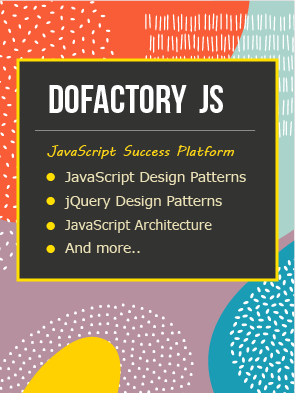 DOFACTORY JS
JavaScript Success Platform
JavaScript Design Patterns
jQuery Design Patterns
JavaScript Architecture
And more..